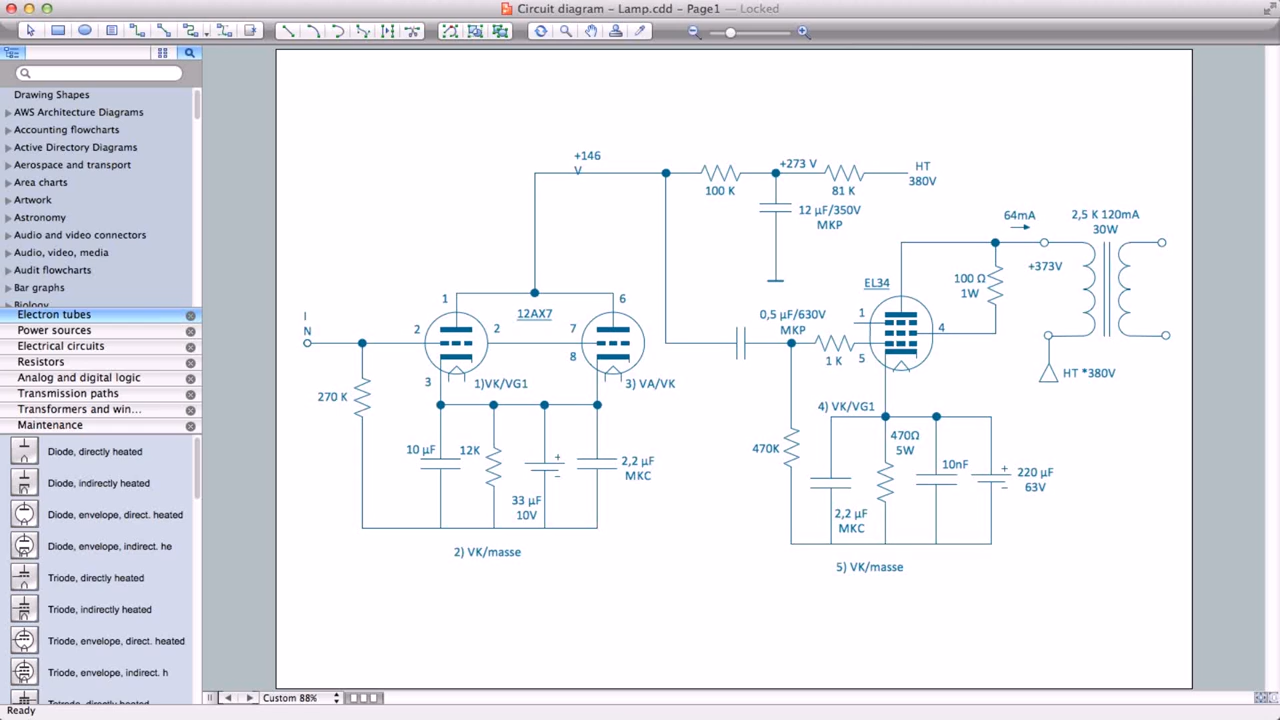 Circuit diagram – Lamp.cdd – Page1 — Locked
Drawing Shapes
AWS Architecture Diagrams
Accounting flowcharts
Active Directory Diagrams
Aerospace and transport
Area charts
Artwork
Astronomy
Audio and video connectors
Audio, video, media
Audit flowcharts
Bar graphs
Biology
Electron tubes
Power sources
Electrical circuits
Resistors
Analog and digital logic
Transmission paths
Transformers and win...
Maintenance
Diode, directly heated
Diode, indirectly heated
Diode, envelope, direct. heated
Diode, envelope, indirect. he
Triode, directly heated
Triode, indirectly heated
Triode, envelope, direct. heated
Triode, envelope, indirect. h
Tetrode, directly heated
+146
V
100 K
+273 V
81 K
HT
380V
12 µF/350V
MKP
64mA
2,5 K 120mA
30W
+373V
100 Ω
1W
EL34
1
4
5
HT *380V
1
6
12AX7
2
2
7
8
3
I
N
270 K
1)VK/VG1
3) VA/VK
0,5 µF/630V
MKP
1 K
4) VK/VG1
10 µF
12K
+
−
33 µF
10V
2,2 µF
MKC
2) VK/masse
470K
2,2 µF
MKC
470Ω
5W
10nF
+
−
220 µF
63V
5) VK/masse
Custom 88%
Ready